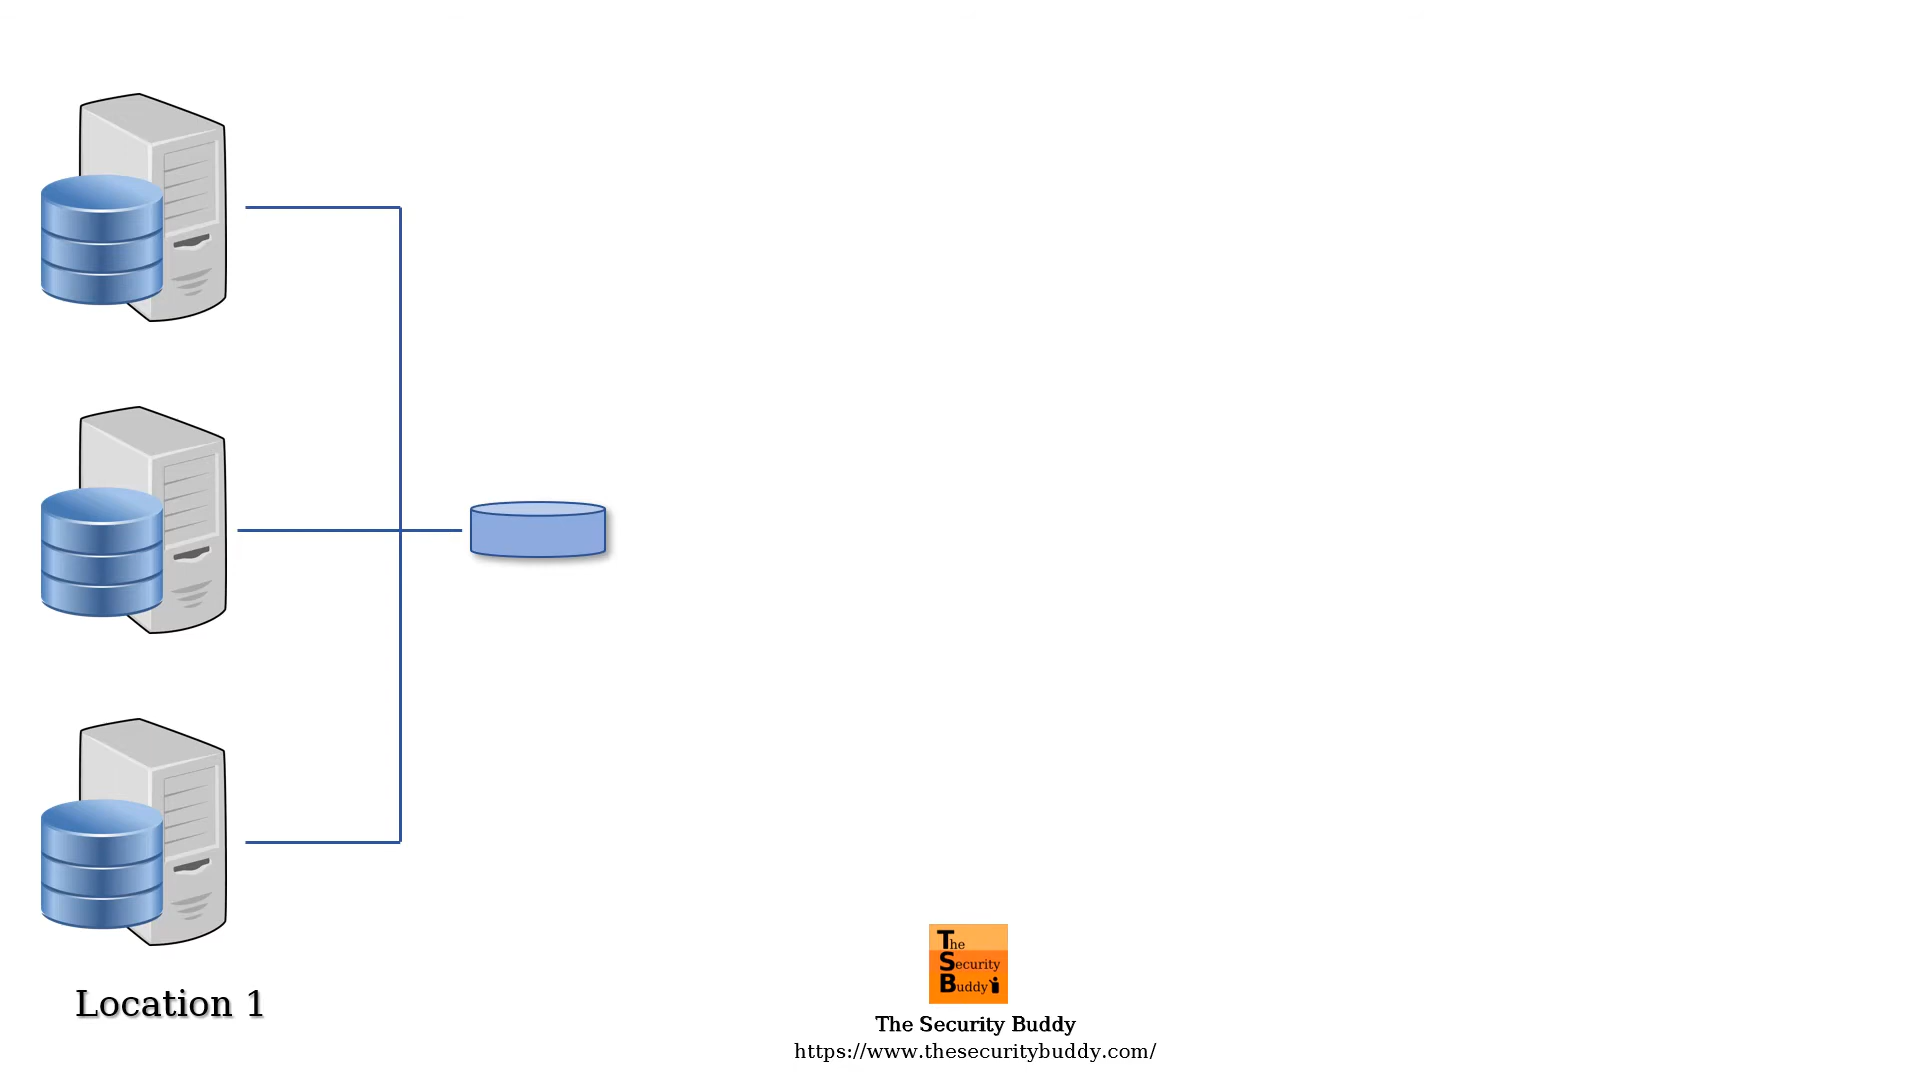 The
Security
Buddy
Location 1
The Security Buddy
https://www.thesecuritybuddy.com/